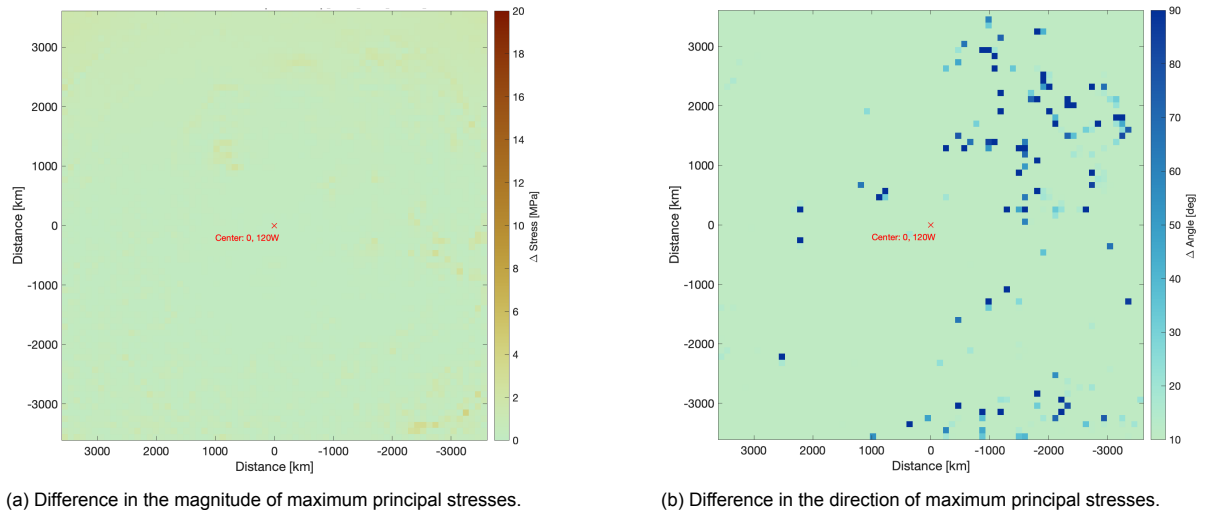 3000
2000
1000
0
-1000
-2000
-3000
Distance [km]
3000 2000 1000 0 -1000 -2000 -3000
Distance [km]
Center: 0, 120W
20
18
16
14
12
10
8
6
4
2
0
Δ Stress [MPa]
(a) Difference in the magnitude of maximum principal stresses.
3000
2000
1000
0
-1000
-2000
-3000
Distance [km]
3000 2000 1000 0 -1000 -2000 -3000
Distance [km]
Center: 0, 120W
90
80
70
60
50
40
30
20
10
Δ Angle [deg]
(b) Difference in the direction of maximum principal stresses.